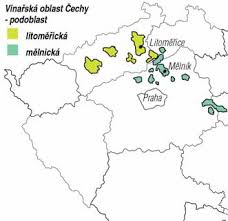 Vinařská oblast Čechy
- podoblast
litoměřická
mělnická
Litoměřice
Mělník
Praha